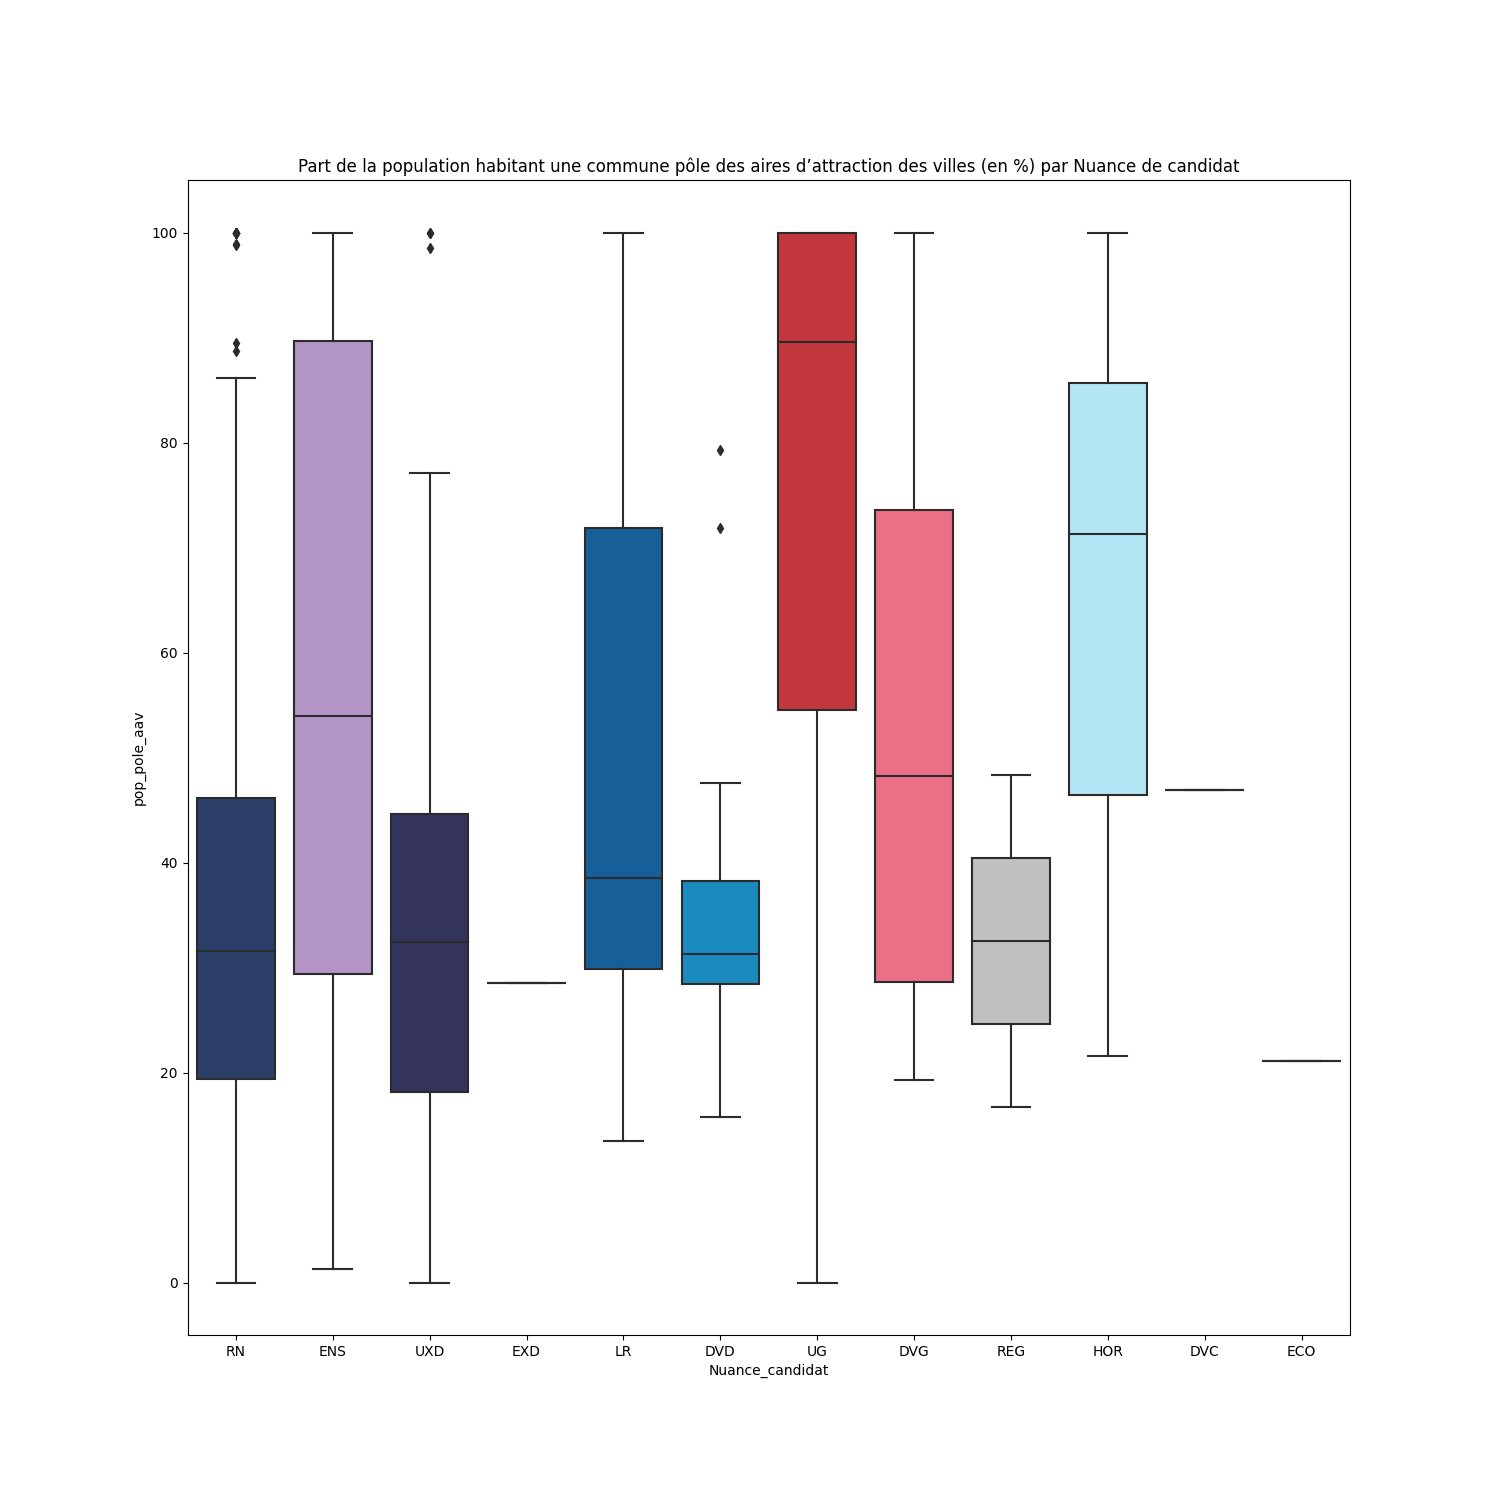 Part de la population habitant une commune pôle des aires d’attraction des villes (en %) par Nuance de candidat
100
80
60
40
20
0
pop_pole_aav
RN ENS UXD EXD LR DVD UG DVG REG HOR DVC ECO
Nuance_candidat